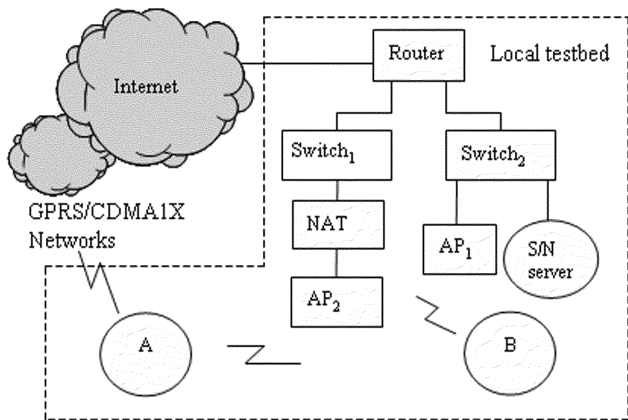 Router
Local testbed
Internet
Switch₁
Switch₂
GPRS/CDMA1X
Networks
NAT
AP₁
S/N
server
AP₂
A
B